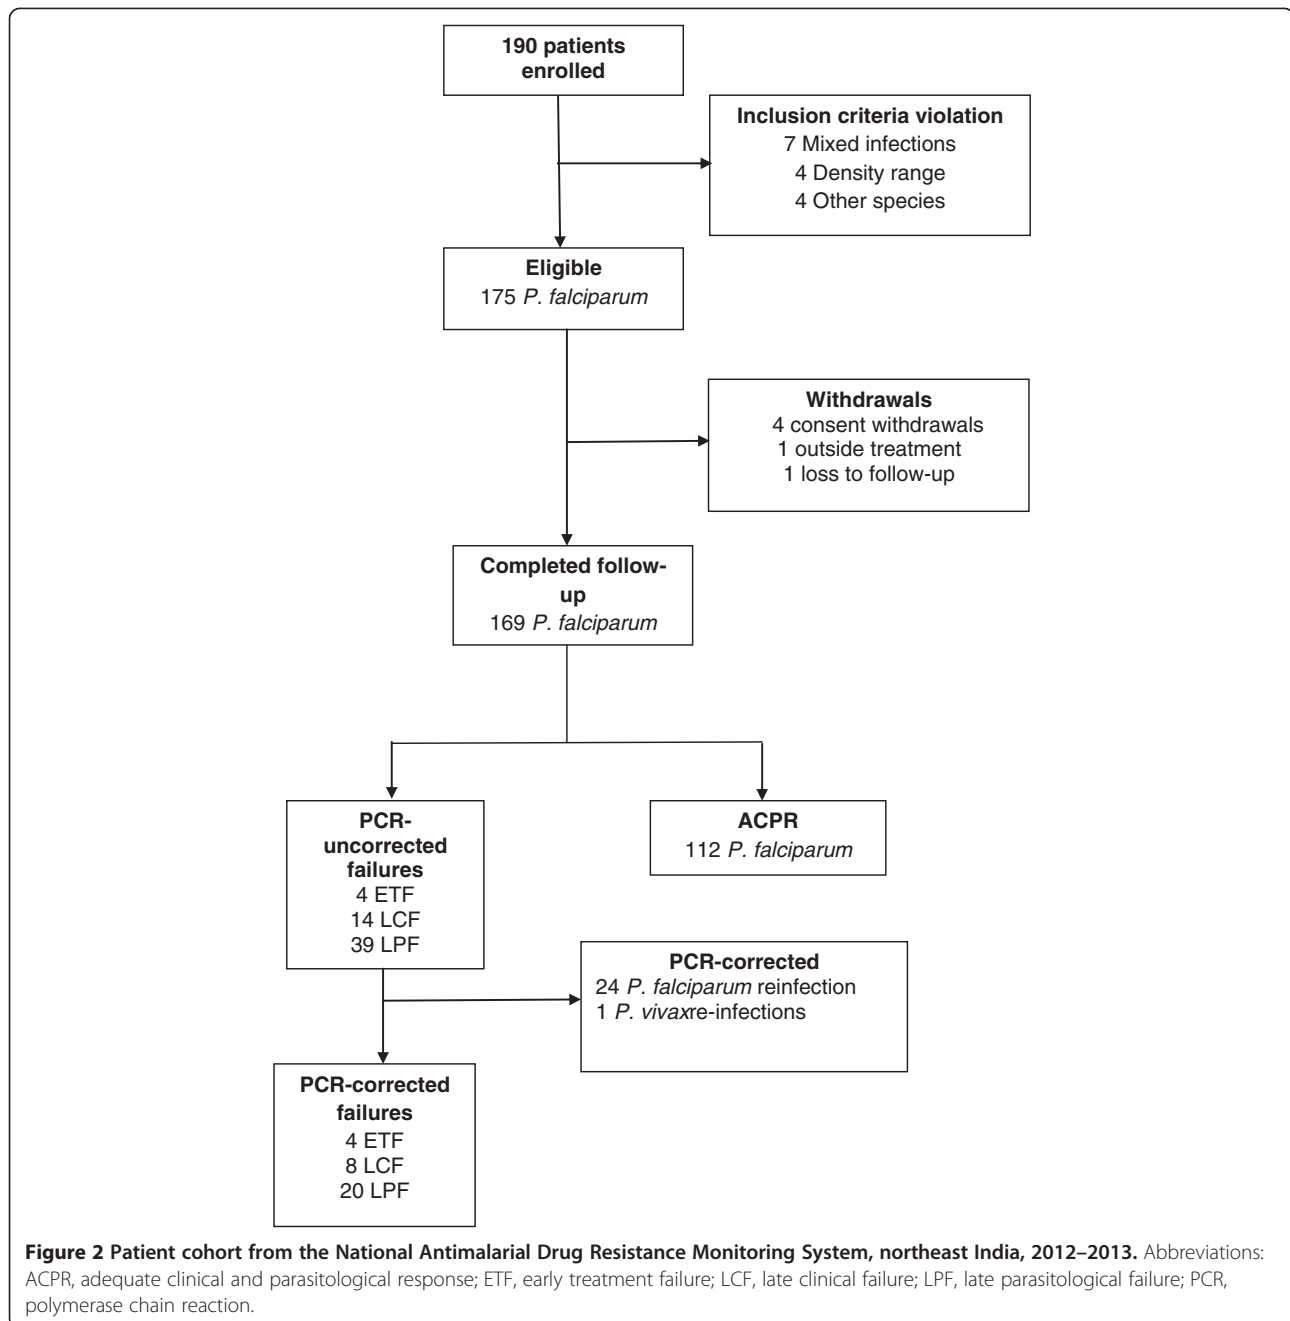 190 patients
enrolled
Inclusion criteria violation
7 Mixed infections
4 Density range
4 Other species
Eligible
175 P. falciparum
Withdrawals
4 consent withdrawals
1 outside treatment
1 loss to follow-up
Completed follow-
up
169 P. falciparum
PCR-
uncorrected
failures
4 ETF
14 LCF
39 LPF
ACPR
112 P. falciparum
PCR-corrected
24 P. falciparum reinfection
1 P. vivaxre-infections
PCR-corrected
failures
4 ETF
8 LCF
20 LPF
Figure 2 Patient cohort from the National Antimalarial Drug Resistance Monitoring System, northeast India, 2012–2013. Abbreviations:
ACPR, adequate clinical and parasitological response; ETF, early treatment failure; LCF, late clinical failure; LPF, late parasitological failure; PCR,
polymerase chain reaction.